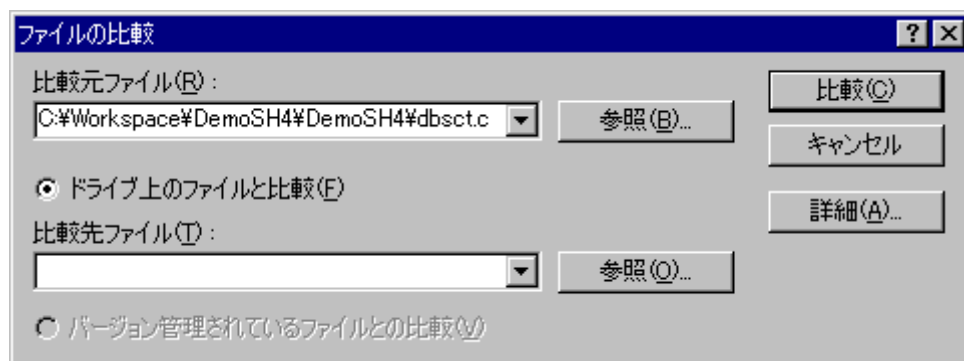 ファイルの比較
比較元ファイル(R) :
C:¥Workspace¥DemoSH4¥DemoSH4¥dbsct.c
参照(B)...
比較(C)
キャンセル
ドライブ上のファイルと比較(F)
詳細(A)...
比較先ファイル(T) :
参照(O)...
バージョン管理されているファイルとの比較(V)